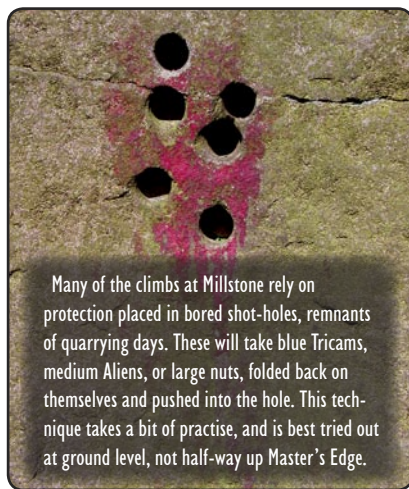 Many of the climbs at Millstone rely on
protection placed in bored shot-holes, remnants
of quarrying days. These will take blue Tricams,
medium Aliens, or large nuts, folded back on
themselves and pushed into the hole. This tech-
nique takes a bit of practise, and is best tried out
at ground level, not half-way up Master's Edge.